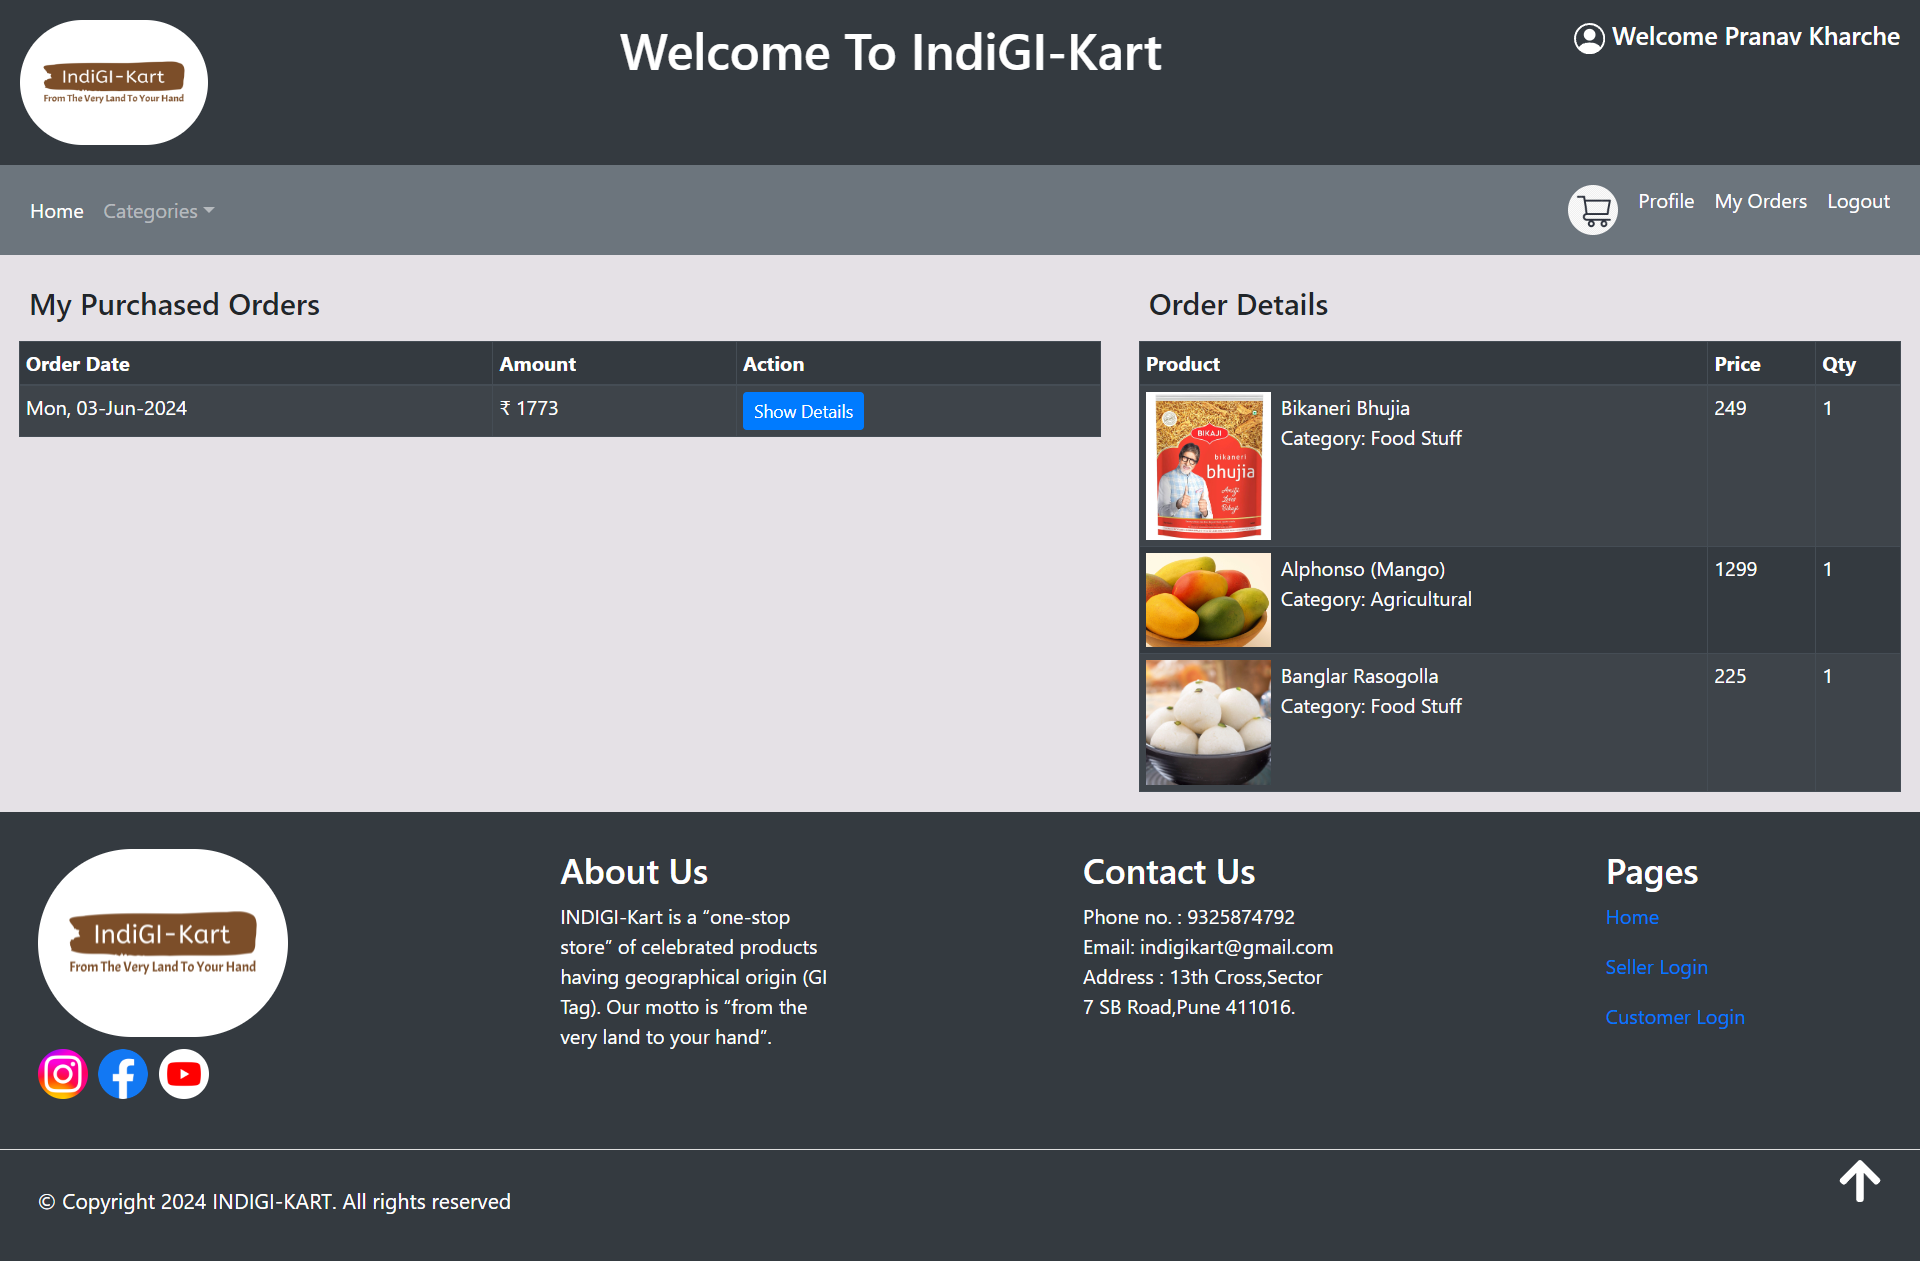 IndiGI-Kart
From The Very Land To Your Hand
Welcome To IndiGI-Kart
Welcome Pranav Kharche
Home
Categories
Profile
My Orders
Logout
My Purchased Orders
Order Date
Amount
Action
Mon, 03-Jun-2024
₹ 1773
Show Details
Order Details
Product
Price
Qty
BIKAJI
bikaneri
bhujia
Amitji
Loves
Bikaji
Bikaneri Bhujia
249
1
Category: Food Stuff
Alphonso (Mango)
1299
1
Category: Agricultural
Banglar Rasogolla
225
1
Category: Food Stuff
IndiGI-Kart
From The Very Land To Your Hand
About Us
INDIGI-Kart is a “one-stop
store” of celebrated products
having geographical origin (GI
Tag). Our motto is “from the
very land to your hand”.
Contact Us
Phone no. : 9325874792
Email: indigikart@gmail.com
Address : 13th Cross,Sector
7 SB Road,Pune 411016.
Pages
Home
Seller Login
Customer Login
© Copyright 2024 INDIGI-KART. All rights reserved